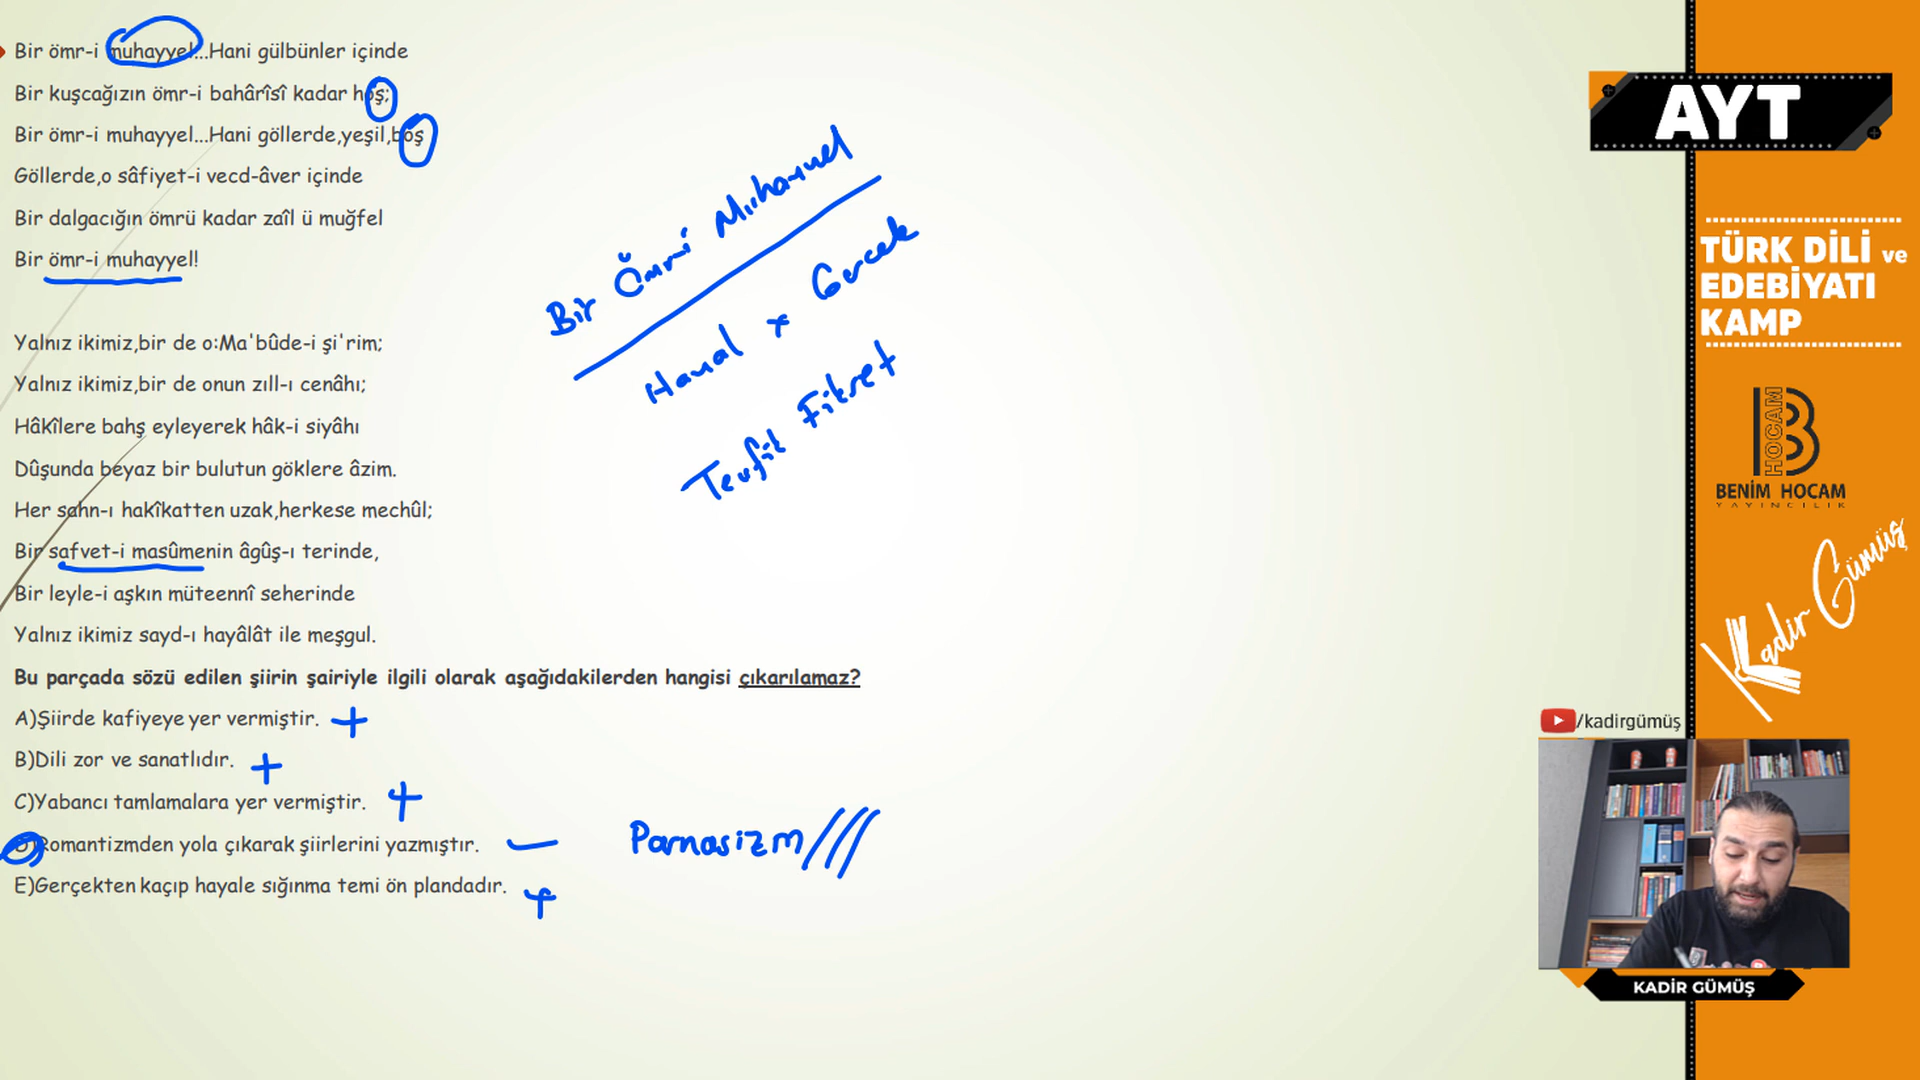 Bir ömr-i muhayyel...Hani gülbünler içinde
Bir kuşcağızın ömr-i bahârîsî kadar hoş;
Bir ömr-i muhayyel...Hani göllerde,yeşil,boş
Göllerde,o sâfiyet-i vecd-âver içinde
Bir dalgacığın ömrü kadar zaîl ü muğfel
Bir ömr-i muhayyel!
Yalnız ikimiz,bir de o:Ma'bûde-i şi'rim;
Yalnız ikimiz,bir de onun zıll-ı cenâhı;
Hâkîlere bahş eyleyerek hâk-i siyâhı
Dûşunda beyaz bir bulutun göklere âzim.
Her sahn-ı hakîkatten uzak,herkese mechûl;
Bir safvet-i masûmenin âgûş-ı terinde,
Bir leyle-i aşkın müteennî seherinde
Yalnız ikimiz sayd-ı hayâlât ile meşgul.
Bu parçada sözü edilen şiirin şairiyle ilgili olarak aşağıdakilerden hangisi çıkarılamaz?
A)Şiirde kafiyeye yer vermiştir. +
B)Dili zor ve sanatlıdır. +
C)Yabancı tamlamalara yer vermiştir. +
D)Romantizmden yola çıkarak şiirlerini yazmıştır. -
E)Gerçekten kaçıp hayale sığınma temi ön plandadır. +
Bir Ömr-i Muhayyel
Hayal x Gerçek
Tevfik Fikret
Parnasizm
AYT
TÜRK DİLİ ve
EDEBİYATI
KAMP
B HOCAM
BENİM HOCAM
YAYINCILIK
Kadir Gümüş
/kadirgümüş
KADİR GÜMÜŞ